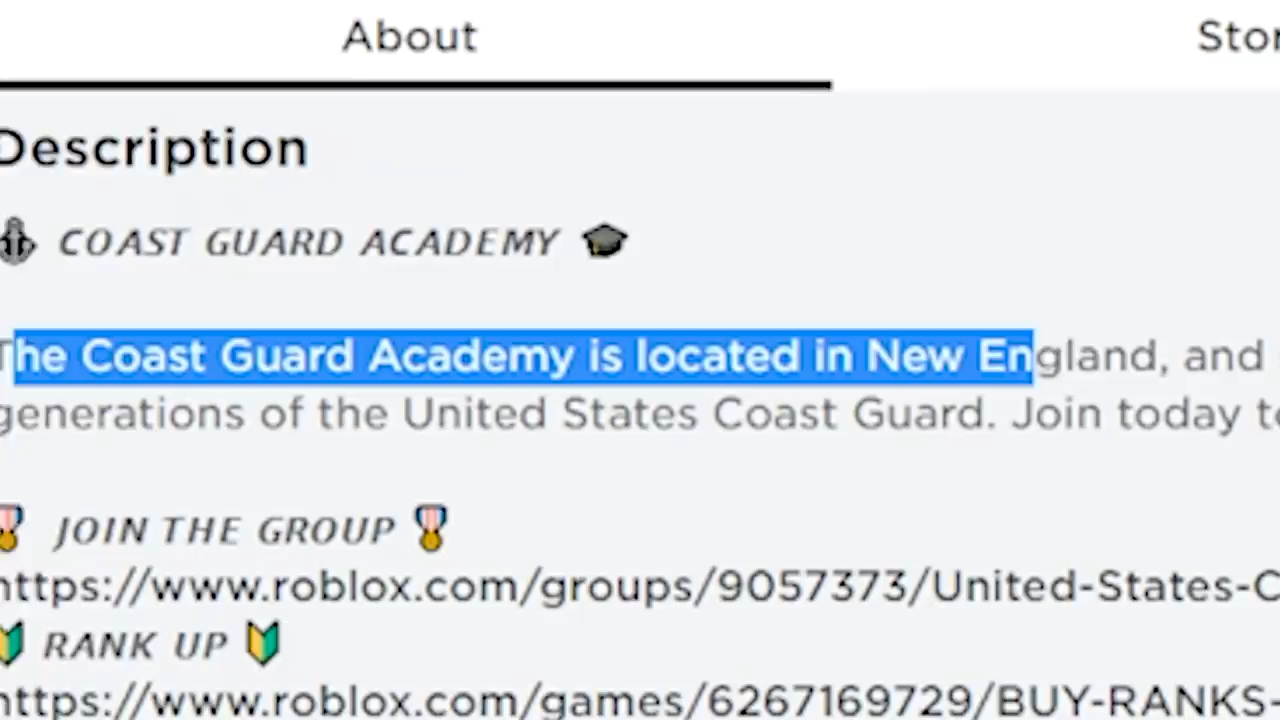 About
Description
COAST GUARD ACADEMY
The Coast Guard Academy is located in New England, and
generations of the United States Coast Guard. Join today
JOIN THE GROUP
https://www.roblox.com/groups/9057373/United-States-C
RANK UP
https://www.roblox.com/games/6267169729/BUY-RANKS-